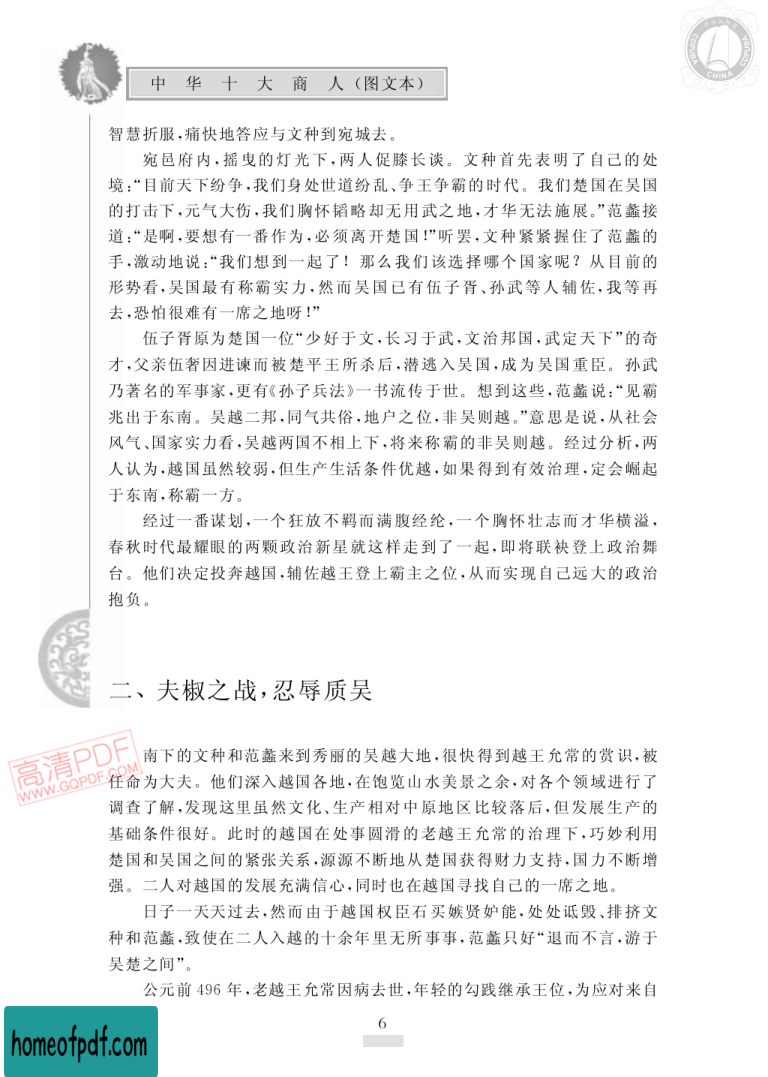 中华十大商人(图文本)
智慧折服,痛快地答应与文种到宛城去。
宛邑府内,摇曳的灯光下,两人促膝长谈。文种首先表明了自己的处
境:“目前天下纷争,我们身处世道纷乱、争王争霸的时代。我们楚国在吴国
的打击下,元气大伤,我们胸怀韬略却无用武之地,才华无法施展。”范蠡接
道:“是啊,要想有一番作为,必须离开楚国!”听罢,文种紧紧握住了范蠡的
手,激动地说:“我们想到一起了! 那么我们该选择哪个国家呢? 从目前的
形势看,吴国最有称霸实力,然而吴国已有伍子胥、孙武等人辅佐,我等再
去,恐怕很难有一席之地呀!”
伍子胥原为楚国一位“少好于文,长习于武,文治邦国,武定天下”的奇
才,父亲伍奢因进谏而被楚平王所杀后,潜逃入吴国,成为吴国重臣。孙武
乃著名的军事家,更有《孙子兵法》一书流传于世。想到这些,范蠡说:“见霸
兆出于东南。吴越二邦,同气共俗,地户之位,非吴则越。”意思是说,从社会
风气、国家实力看,吴越两国不相上下,将来称霸的非吴则越。经过分析,两
人认为,越国虽然较弱,但生产生活条件优越,如果得到有效治理,定会崛起
于东南,称霸一方。
经过一番谋划,一个狂放不羁而满腹经纶,一个胸怀壮志而才华横溢,
春秋时代最耀眼的两颗政治新星就这样走到了一起,即将联袂登上政治舞
台。他们决定投奔越国,辅佐越王登上霸主之位,从而实现自己远大的政治
抱负。
二、夫椒之战,忍辱质吴
南下的文种和范蠡来到秀丽的吴越大地,很快得到越王允常的赏识,被
任命为大夫。他们深入越国各地,在饱览山水美景之余,对各个领域进行了
调查了解,发现这里虽然文化、生产相对中原地区比较落后,但发展生产的
基础条件很好。此时的越国在处事圆滑的老越王允常的治理下,巧妙利用
楚国和吴国之间的紧张关系,源源不断地从楚国获得财力支持,国力不断增
强。二人对越国的发展充满信心,同时也在越国寻找自己的一席之地。
日子一天天过去,然而由于越国权臣石买嫉贤妒能,处处诋毁、排挤文
种和范蠡,致使在二人入越的十余年里无所事事,范蠡只好“退而不言,游于
吴楚之间”。
公元前 496 年,老越王允常因病去世,年轻的勾践继承王位,为应对来自
6
高清PDF
WWW.GQPDF.COM
homeofpdf.com
COPUBA
CHINA
COPUBA